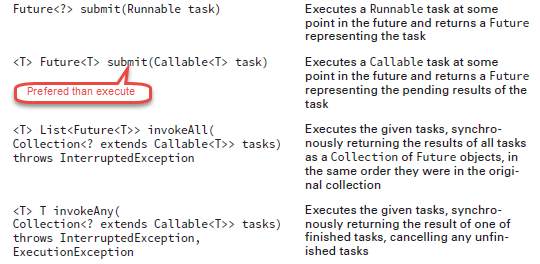 Future<?> submit(Runnable task)
Executes a Runnable task at some
point in the future and returns a Future
representing the task
<T> Future<T> submit(Callable<T> task)
Prefered than execute
Executes a Callable task at some
point in the future and returns a Future
representing the pending results of the
task
<T> List<Future<T>> invokeAll(
Collection<? extends Callable<T>> tasks)
throws InterruptedException
Executes the given tasks, synchro-
nously returning the results of all tasks
as a Collection of Future objects, in
the same order they were in the origi-
nal collection
<T> T invokeAny(
Collection<? extends Callable<T>> tasks)
throws InterruptedException,
ExecutionException
Executes the given tasks, synchro-
nously returning the result of one of
finished tasks, cancelling any unfin-
ished tasks